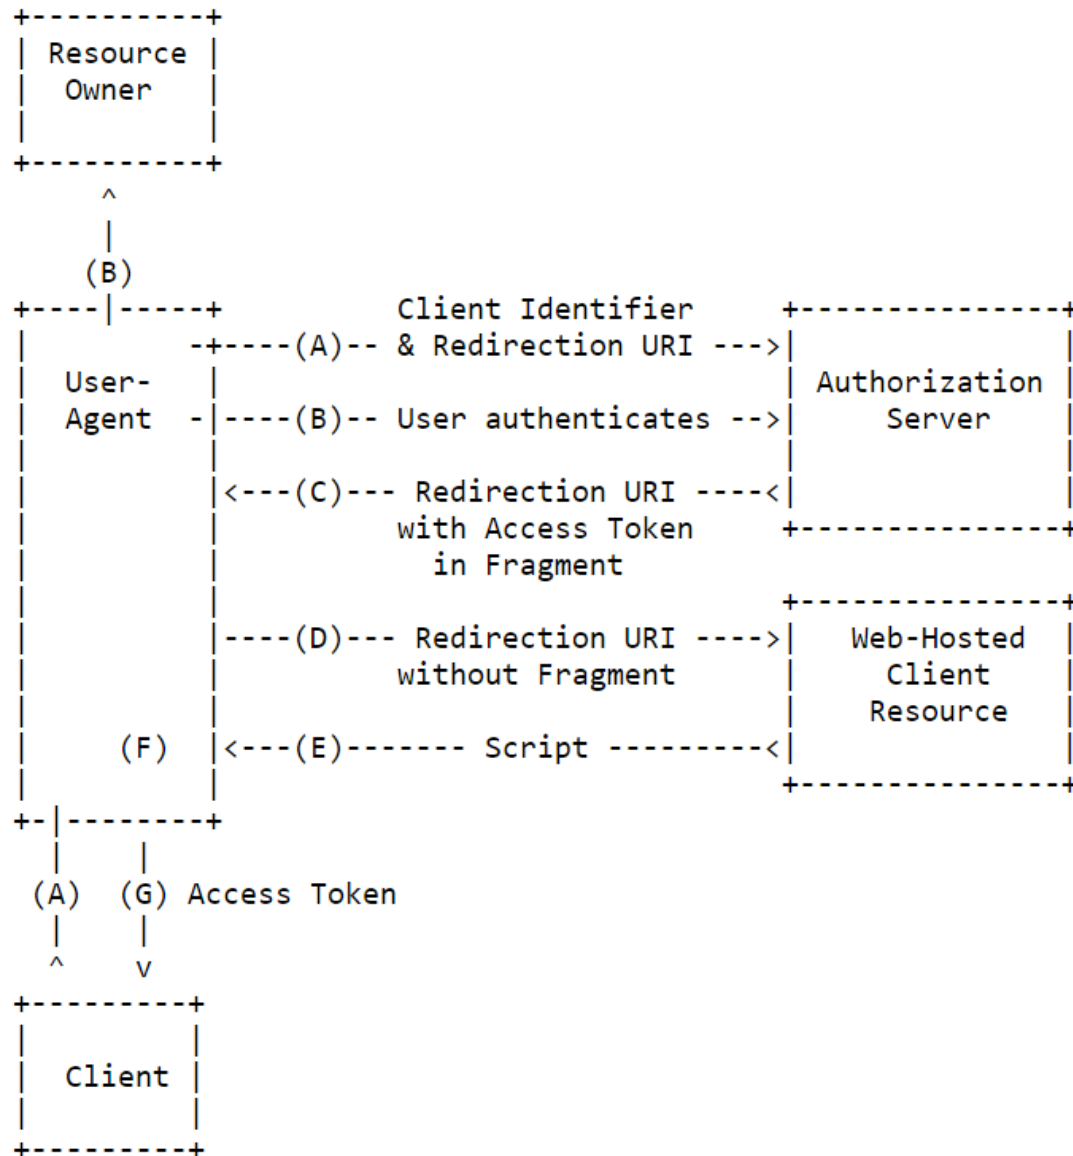 +----------+
| Resource |
|  Owner   |
|          |
+----------+
     ^
     |
    (B)
+----|-----+          Client Identifier     +---------------+
|         -+----(A)-- & Redirection URI --->|               |
|  User-   |                                | Authorization |
|  Agent  -|----(B)-- User authenticates -->|     Server    |
|          |                                |               |
|          |<---(C)--- Redirection URI ----<|               |
|          |          with Access Token     +---------------+
|          |            in Fragment
|          |                                +---------------+
|          |----(D)--- Redirection URI ---->|   Web-Hosted  |
|          |          without Fragment      |     Client    |
|          |                                |    Resource   |
|     (F)  |<---(E)------- Script ---------<|               |
|          |                                +---------------+
+-|--------+
  |    |
 (A)  (G) Access Token
  |    |
  ^    v
+---------+
|         |
|  Client |
|         |
+---------+